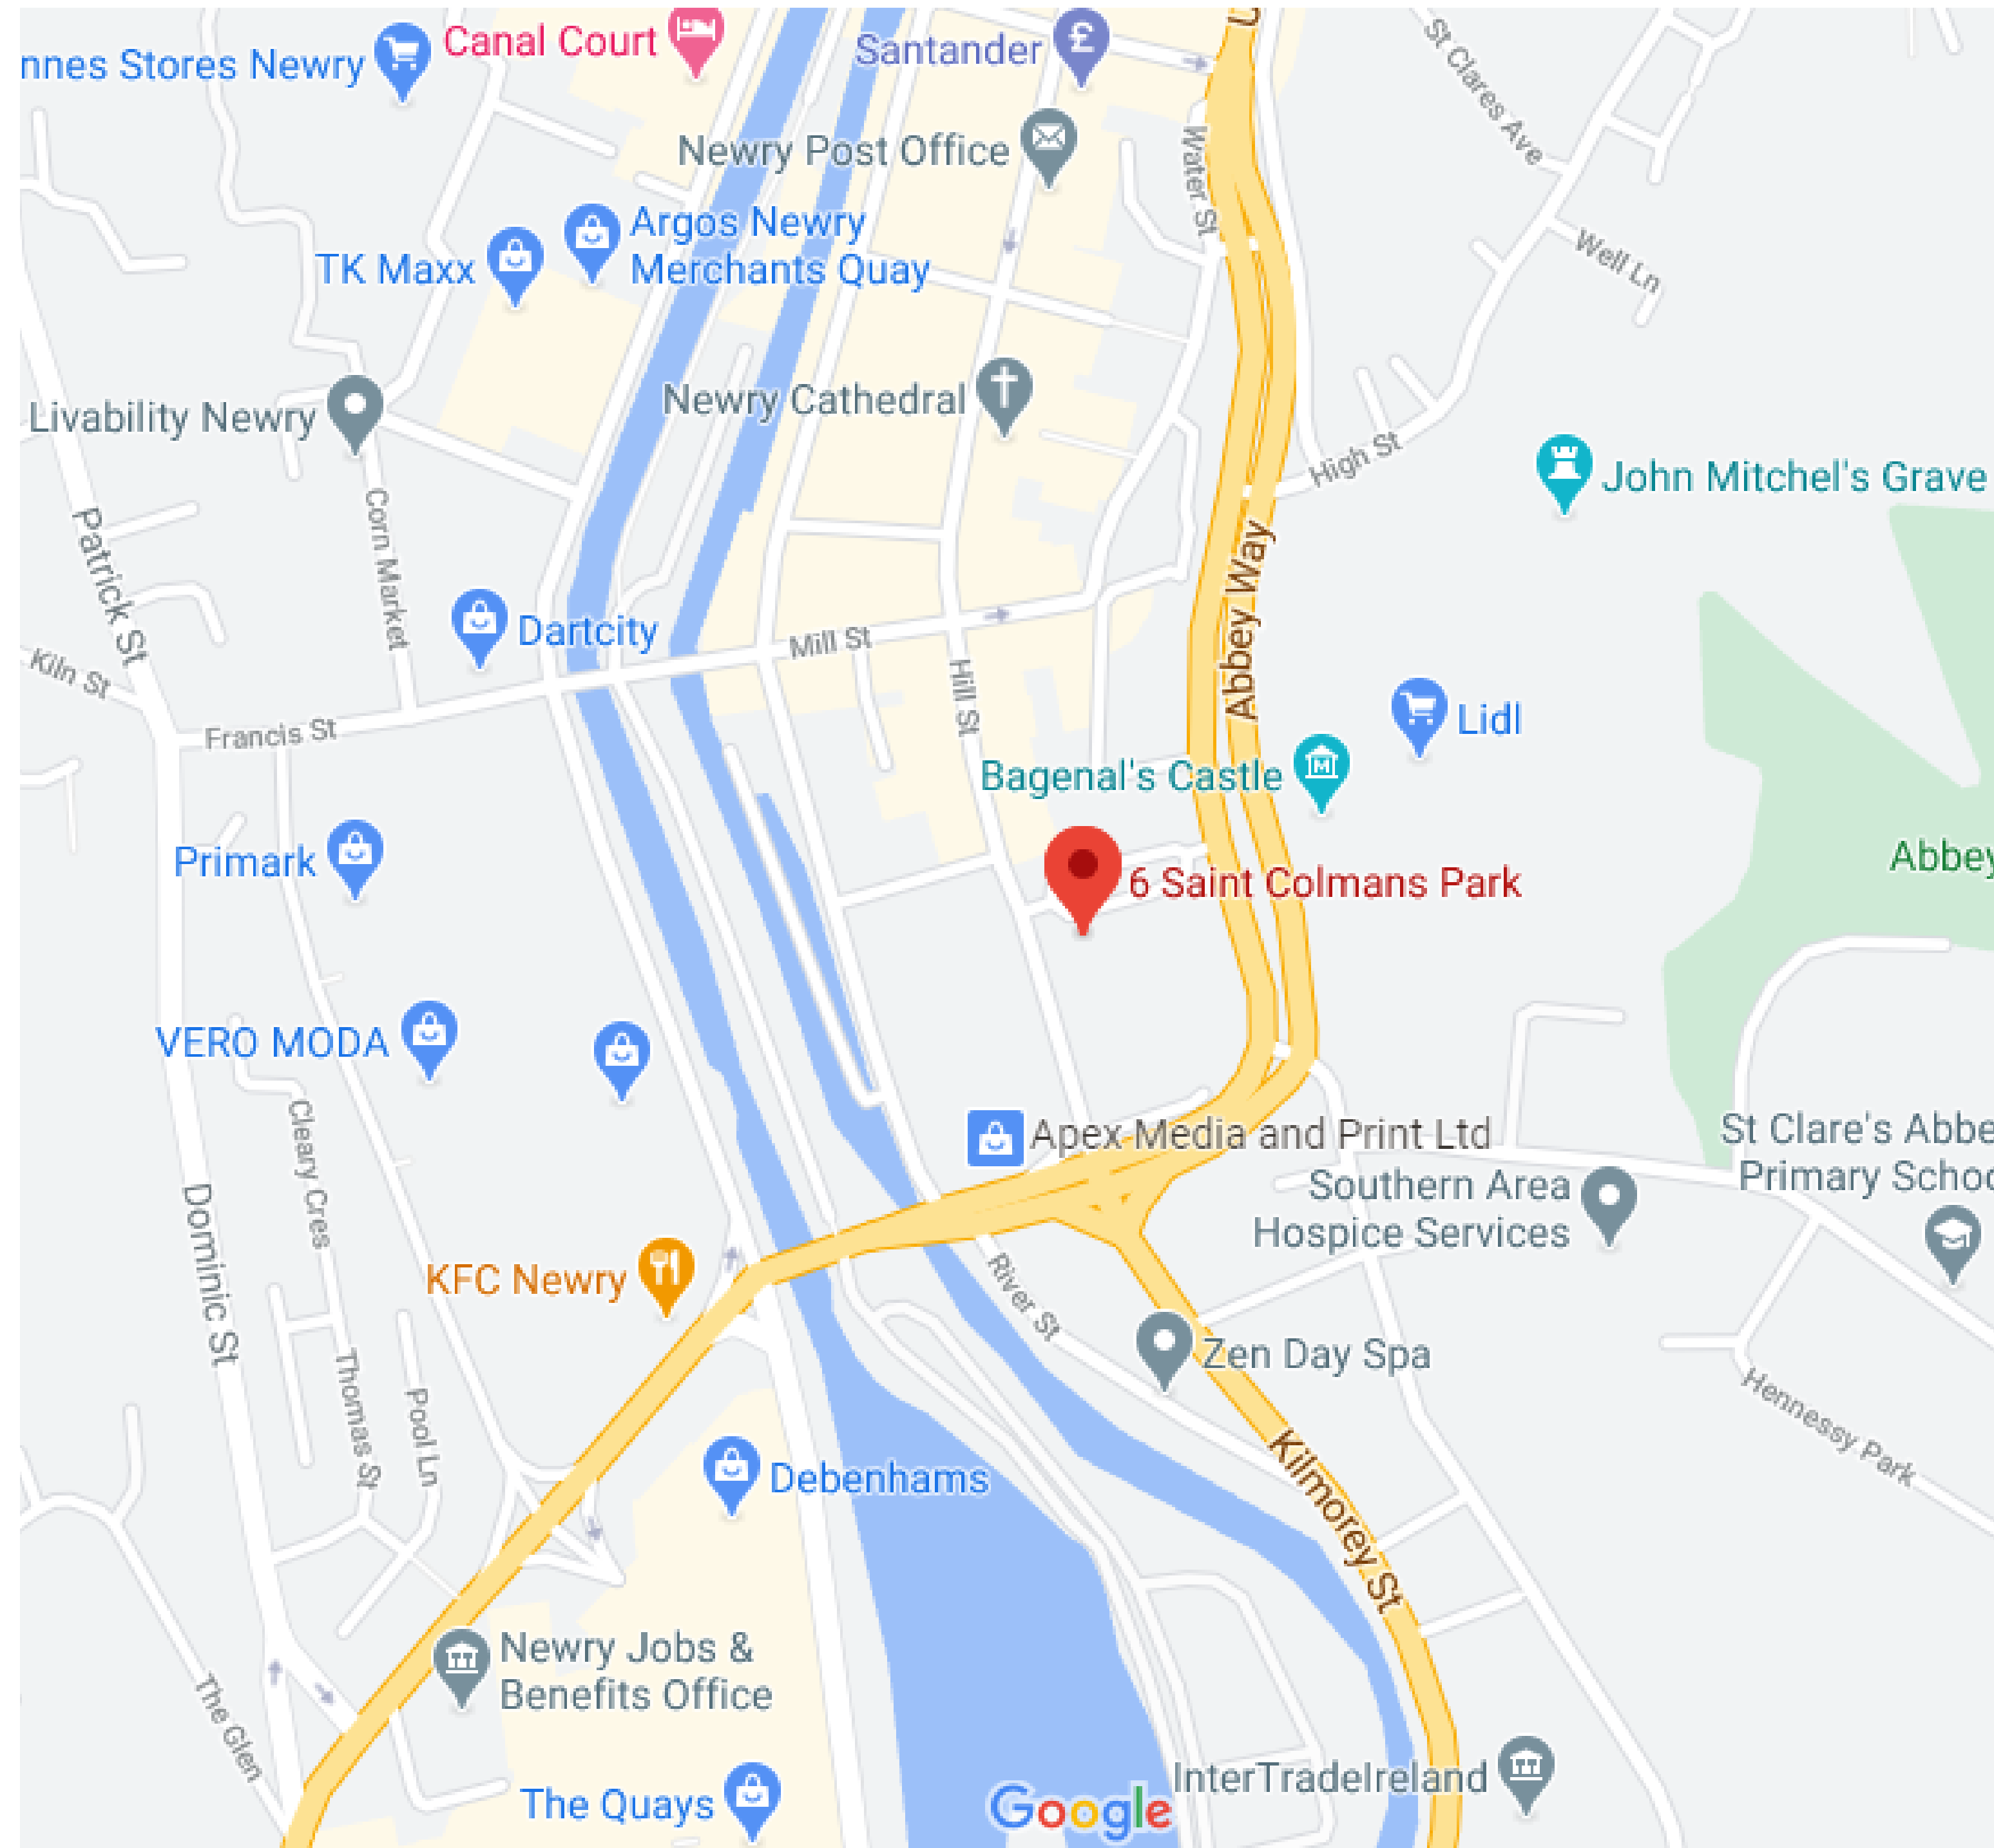 nnes Stores Newry
Canal Court
Santander
£
St Clares Ave
Newry Post Office
Water St
Argos Newry
Merchants Quay
TK Maxx
Well Ln
Livability Newry
Newry Cathedral
High St
John Mitchel's Grave
Patrick St
Corn Market
Abbey Way
Dartcity
Mill St
Kiln St
Hill St
Francis St
Lidl
Bagenal's Castle
M
Primark
6 Saint Colmans Park
Abbey
VERO MODA
Cleary Cres
Apex Media and Print Ltd
St Clare's Abbe
Primary Schoo
Southern Area
Hospice Services
Dominic St
KFC Newry
River St
Zen Day Spa
Thomas St
Pool Ln
Hennessy Park
Debenhams
Kilmorey St
Newry Jobs &
Benefits Office
The Glen
InterTradeIreland
The Quays
Google